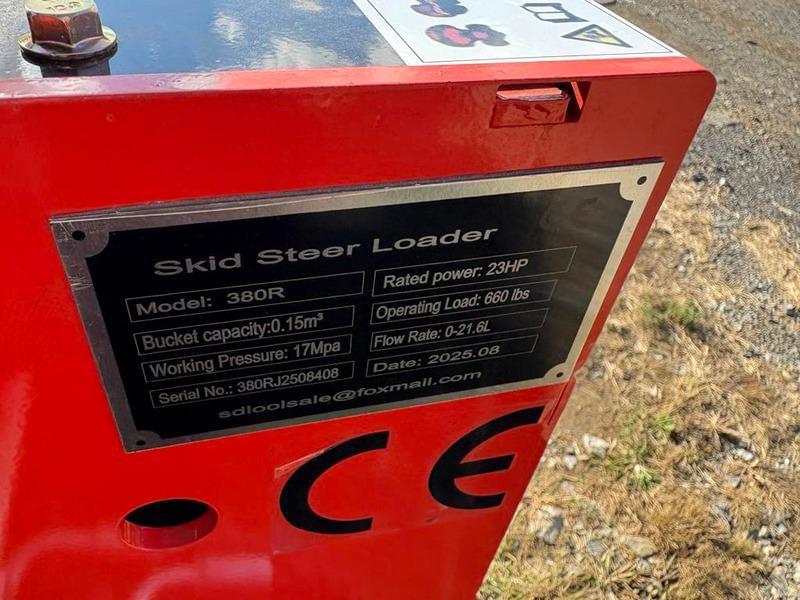 Skid Steer Loader
Model: 380R
Rated power: 23HP
Bucket capacity:0.15m³
Operating Load: 660 lbs
Working Pressure: 17Mpa
Flow Rate: 0-21.6L
Serial No.: 380RJ2508408
Date: 2025.08
sdloolsale@foxmail.com
CE